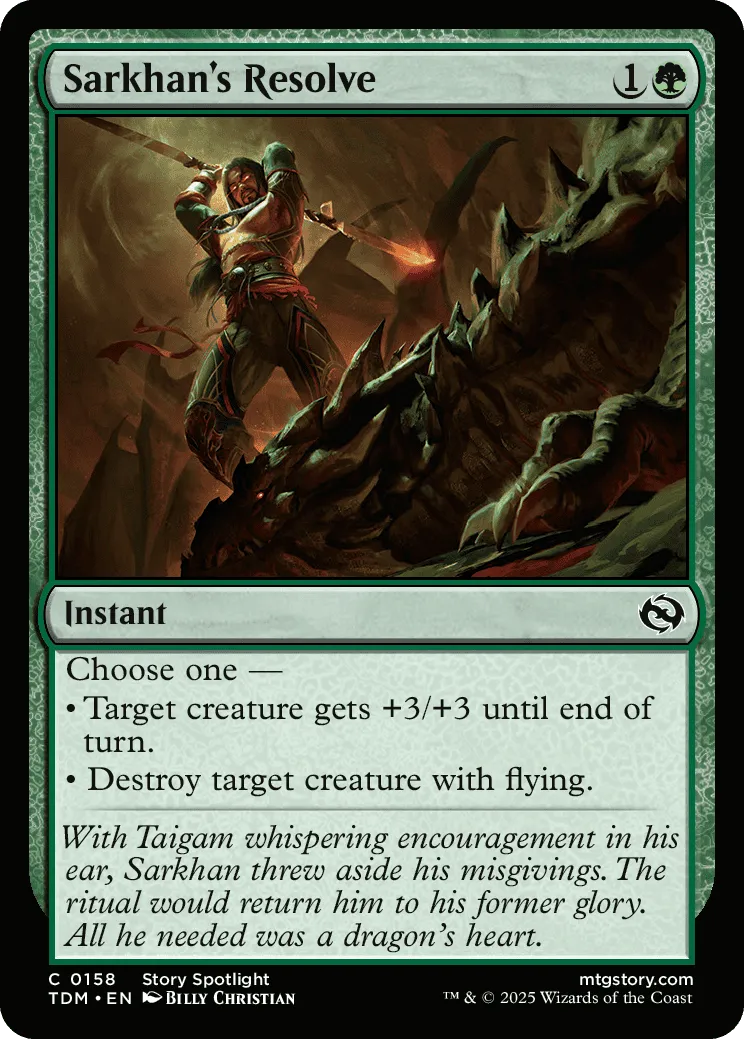 Sarkhan's Resolve 1
Instant
Choose one —
• Target creature gets +3/+3 until end of
turn.
• Destroy target creature with flying.
With Taigam whispering encouragement in his
ear, Sarkhan threw aside his misgivings. The
ritual would return him to his former glory.
All he needed was a dragon's heart.
C 0158 Story Spotlight mtgstory.com
TDM • EN Billy Christian ™ & © 2025 Wizards of the Coast